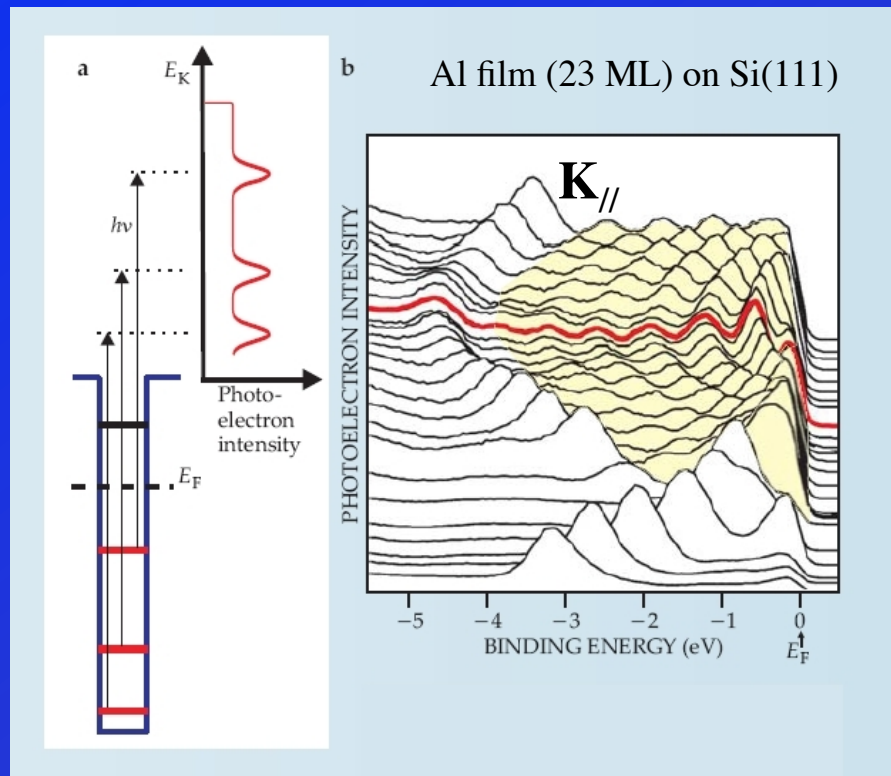 a
E_K
hν
Photo-
electron
intensity
E_F
b
Al film (23 ML) on Si(111)
K_//
PHOTOELECTRON INTENSITY
−5 −4 −3 −2 −1 0
BINDING ENERGY (eV)
E_F